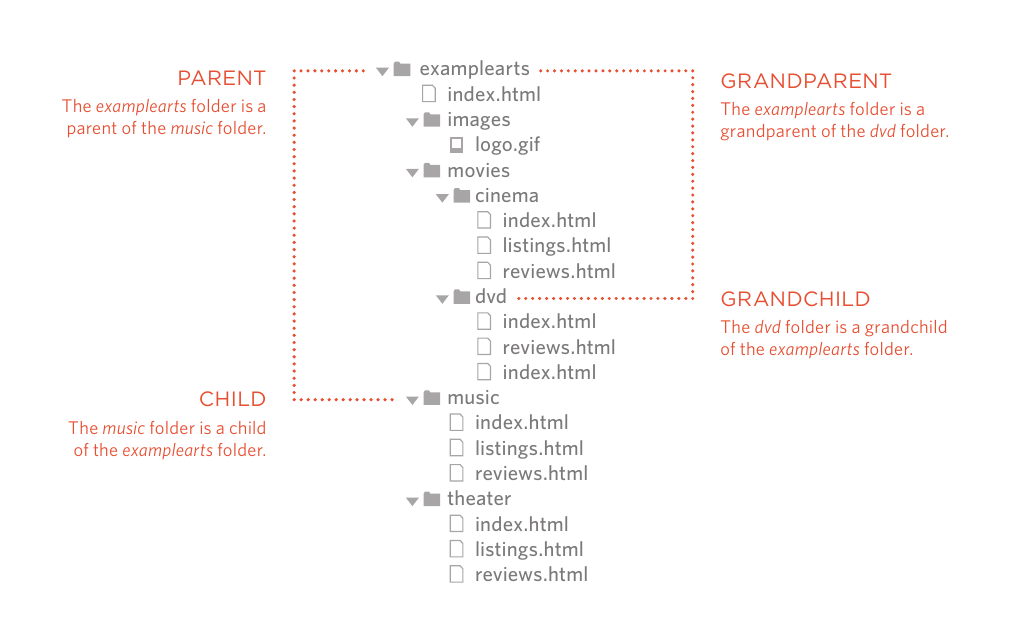 PARENT
The examplearts folder is a
parent of the music folder.
CHILD
The music folder is a child
of the examplearts folder.
examplearts
index.html
images
logo.gif
movies
cinema
index.html
listings.html
reviews.html
dvd
index.html
reviews.html
index.html
music
index.html
listings.html
reviews.html
theater
index.html
listings.html
reviews.html
GRANDPARENT
The examplearts folder is a
grandparent of the dvd folder.
GRANDCHILD
The dvd folder is a grandchild
of the examplearts folder.